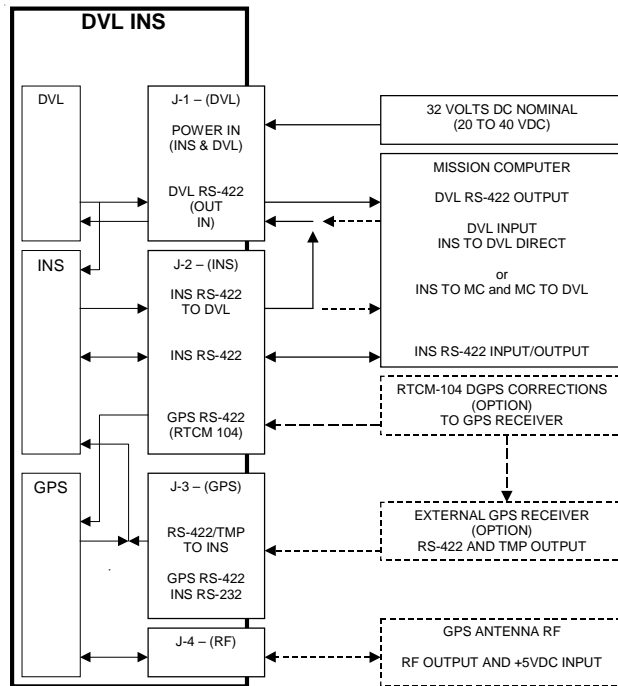 DVL INS
DVL
J-1 – (DVL)
POWER IN
(INS & DVL)
DVL RS-422
(OUT
IN)
32 VOLTS DC NOMINAL
(20 TO 40 VDC)
MISSION COMPUTER
DVL RS-422 OUTPUT
DVL INPUT
INS TO DVL DIRECT
or
INS TO MC and MC TO DVL
INS RS-422 INPUT/OUTPUT
INS
J-2 – (INS)
INS RS-422
TO DVL
INS RS-422
GPS RS-422
(RTCM 104)
RTCM-104 DGPS CORRECTIONS
(OPTION)
TO GPS RECEIVER
GPS
J-3 – (GPS)
RS-422/TMP
TO INS
GPS RS-422
INS RS-232
EXTERNAL GPS RECEIVER
(OPTION)
RS-422 AND TMP OUTPUT
J-4 – (RF)
GPS ANTENNA RF
RF OUTPUT AND +5VDC INPUT